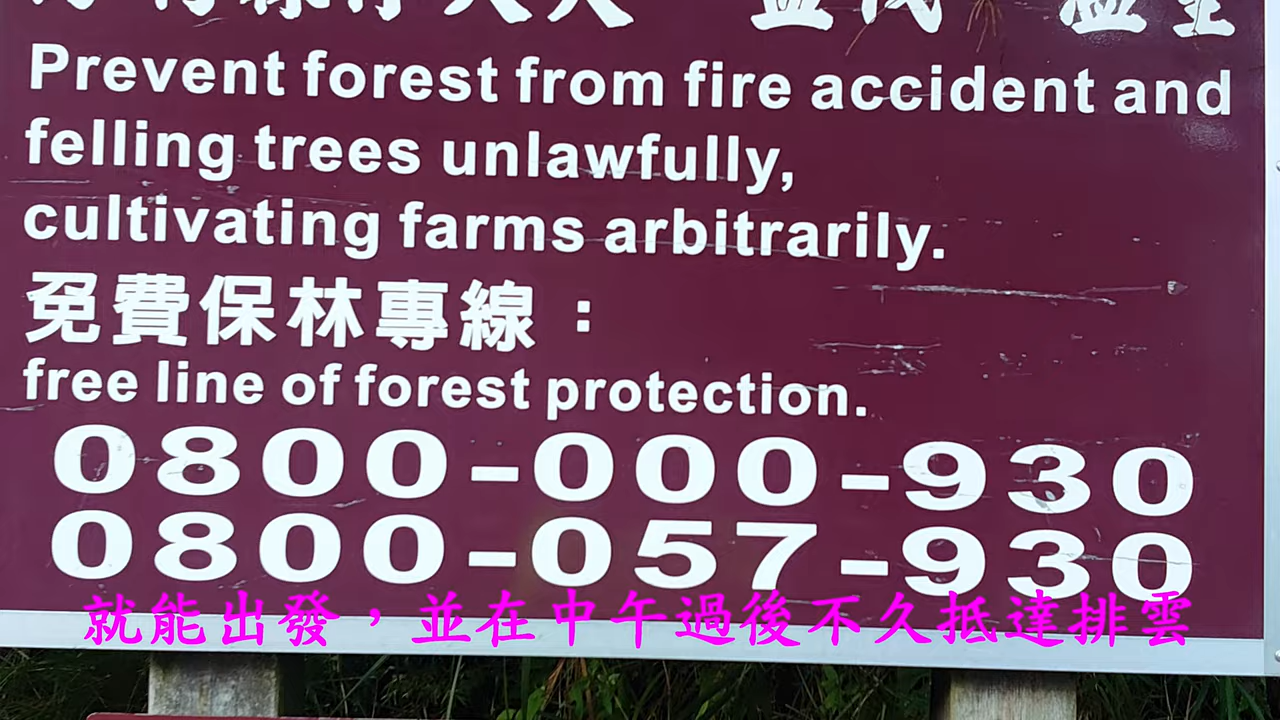 Prevent forest from fire accident and
felling trees unlawfully,
cultivating farms arbitrarily.
免費保林專線：
free line of forest protection.
0800-000-930
0800-057-930
就能出發，並在中午過後不久抵達排雲